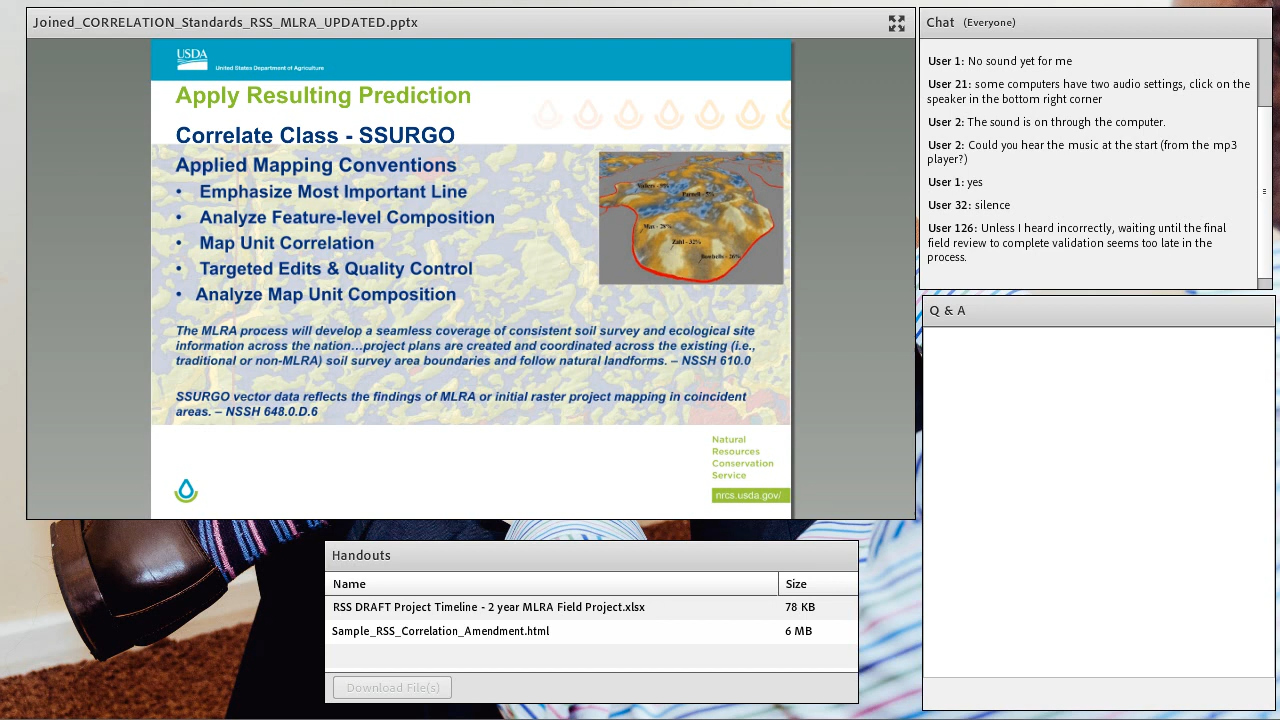 Joined_CORRELATION_Standards_RSS_MLRA_UPDATED.pptx
USDA
United States Department of Agriculture
Apply Resulting Prediction
Correlate Class - SSURGO
Applied Mapping Conventions
• Emphasize Most Important Line
• Analyze Feature-level Composition
• Map Unit Correlation
• Targeted Edits & Quality Control
• Analyze Map Unit Composition
Parnell - 7%
Max - 28%
Zahl - 32%
The MLRA process will develop a seamless coverage of consistent soil survey and ecological site
information across the nation…project plans are created and coordinated across the existing (i.e.,
traditional or non-MLRA) soil survey area boundaries and follow natural landforms. – NSSH 610.0
SSURGO vector data reflects the findings of MLRA or initial raster project mapping in coincident
areas. – NSSH 648.0.D.6
Natural
Resources
Conservation
Service
nrcs.usda.gov/
Chat (Everyone)
User 1: no sound yet for me
User 21: some computers have two audio settings, click on the
speaker in the bottom right corner
User 2: The sound is on through the computer.
User 2: Could you hear the music at the start (from the mp3
player?)
User 1: yes
User 32: silence
User 126: Unless I heard incorrectly, waiting until the final
field review to complete validation seems too late in the
process.
Q & A
Handouts
Name Size
RSS DRAFT Project Timeline - 2 year MLRA Field Project.xlsx 78 KB
Sample_RSS_Correlation_Amendment.html 6 MB
Download File(s)